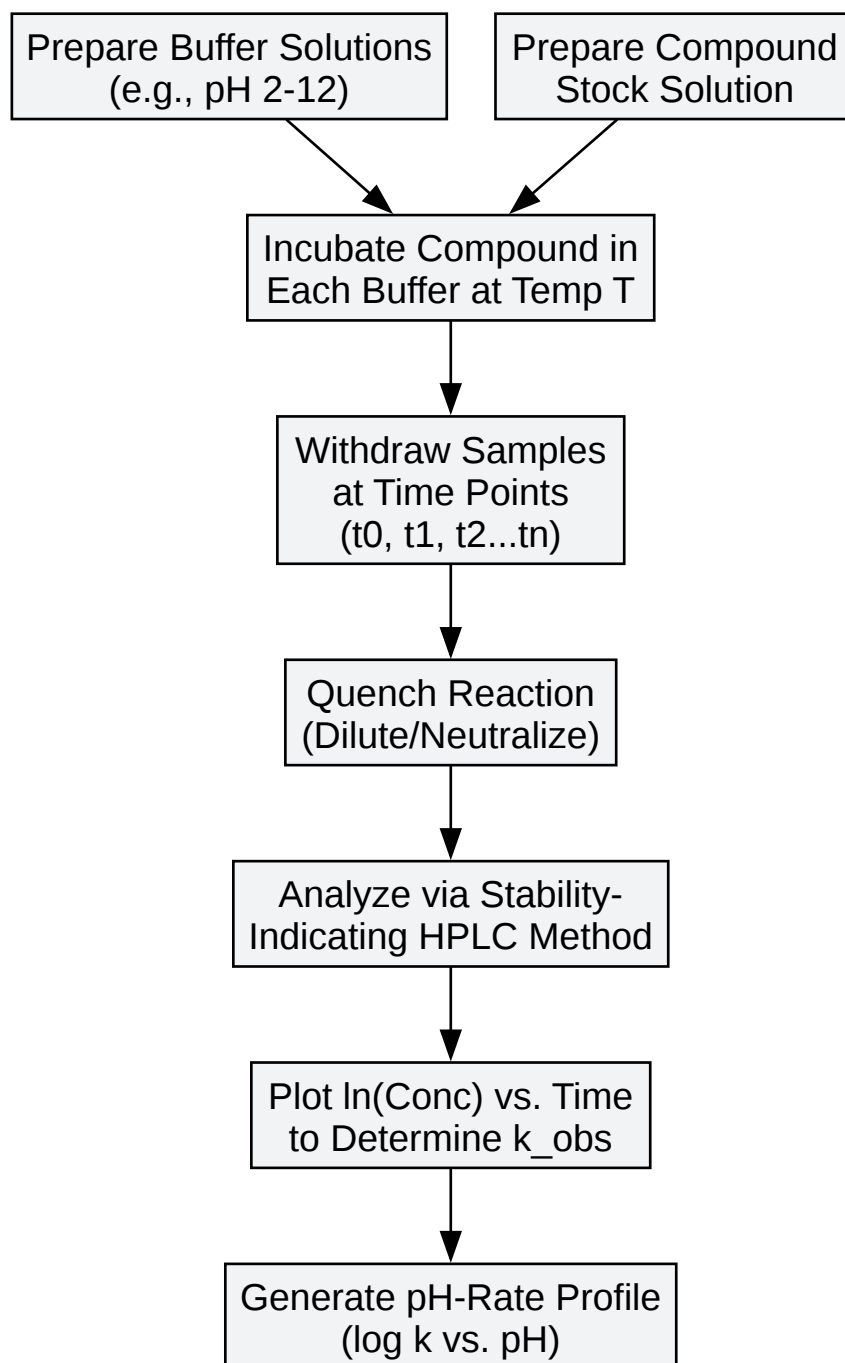 Prepare Buffer Solutions
(e.g., pH 2-12)
Prepare Compound
Stock Solution
Incubate Compound in
Each Buffer at Temp T
Withdraw Samples
at Time Points
(t0, t1, t2...tn)
Quench Reaction
(Dilute/Neutralize)
Analyze via Stability-
Indicating HPLC Method
Plot ln(Conc) vs. Time
to Determine k_obs
Generate pH-Rate Profile
(log k vs. pH)